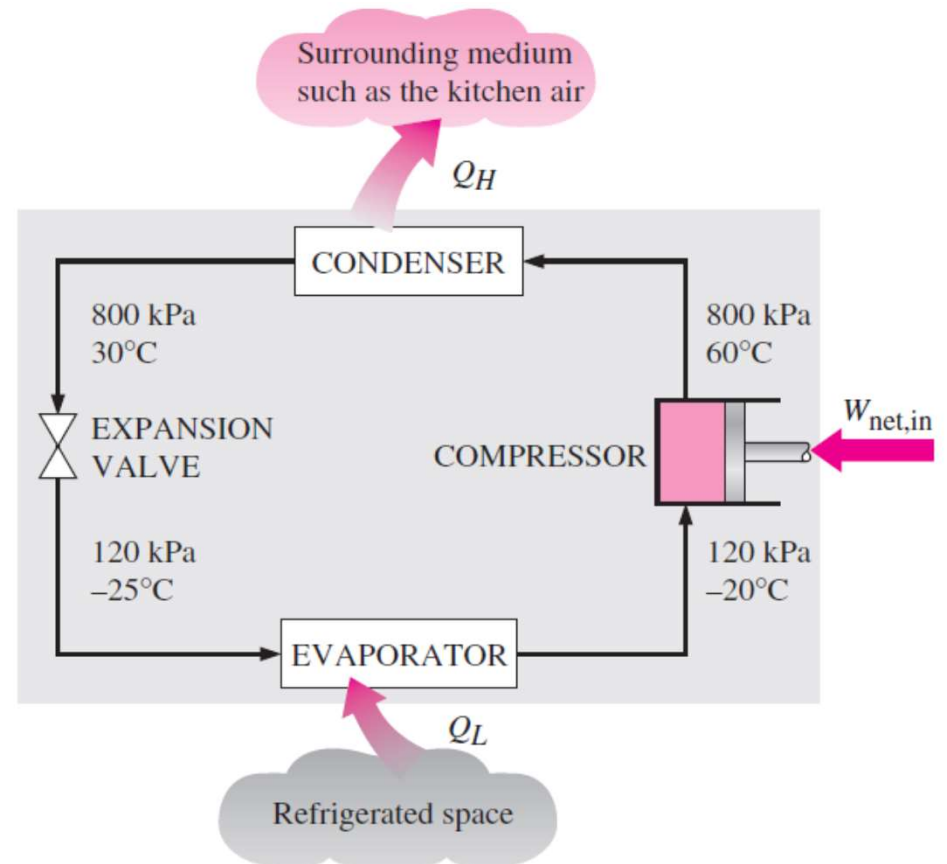 Surrounding medium
such as the kitchen air
QH
CONDENSER
800 kPa
30°C
800 kPa
60°C
EXPANSION
VALVE
COMPRESSOR
Wnet,in
120 kPa
–25°C
120 kPa
–20°C
EVAPORATOR
QL
Refrigerated space